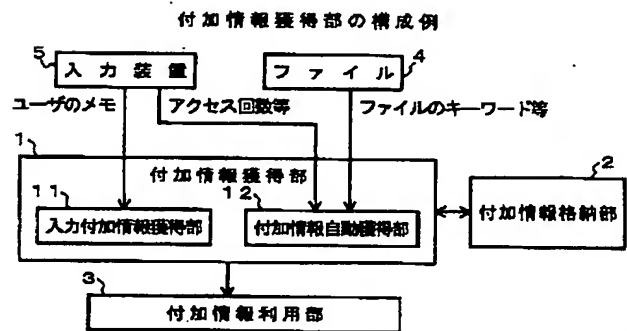 付加情報獲得部の構成例
5 入力装置
ファイル 4
ユーザのメモ
アクセス回数等
ファイルのキーワード等
1
付加情報獲得部
11
入力付加情報獲得部
12
付加情報自動獲得部
2
付加情報格納部
3
付加情報利用部